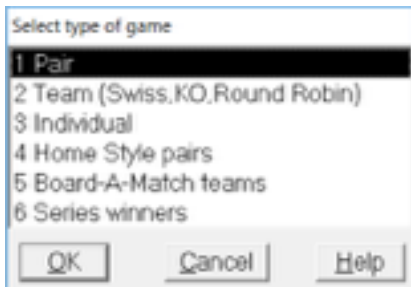 Select type of game
1 Pair
2 Team (Swiss,KO,Round Robin)
3 Individual
4 Home Style pairs
5 Board-A-Match teams
6 Series winners
OK Cancel Help